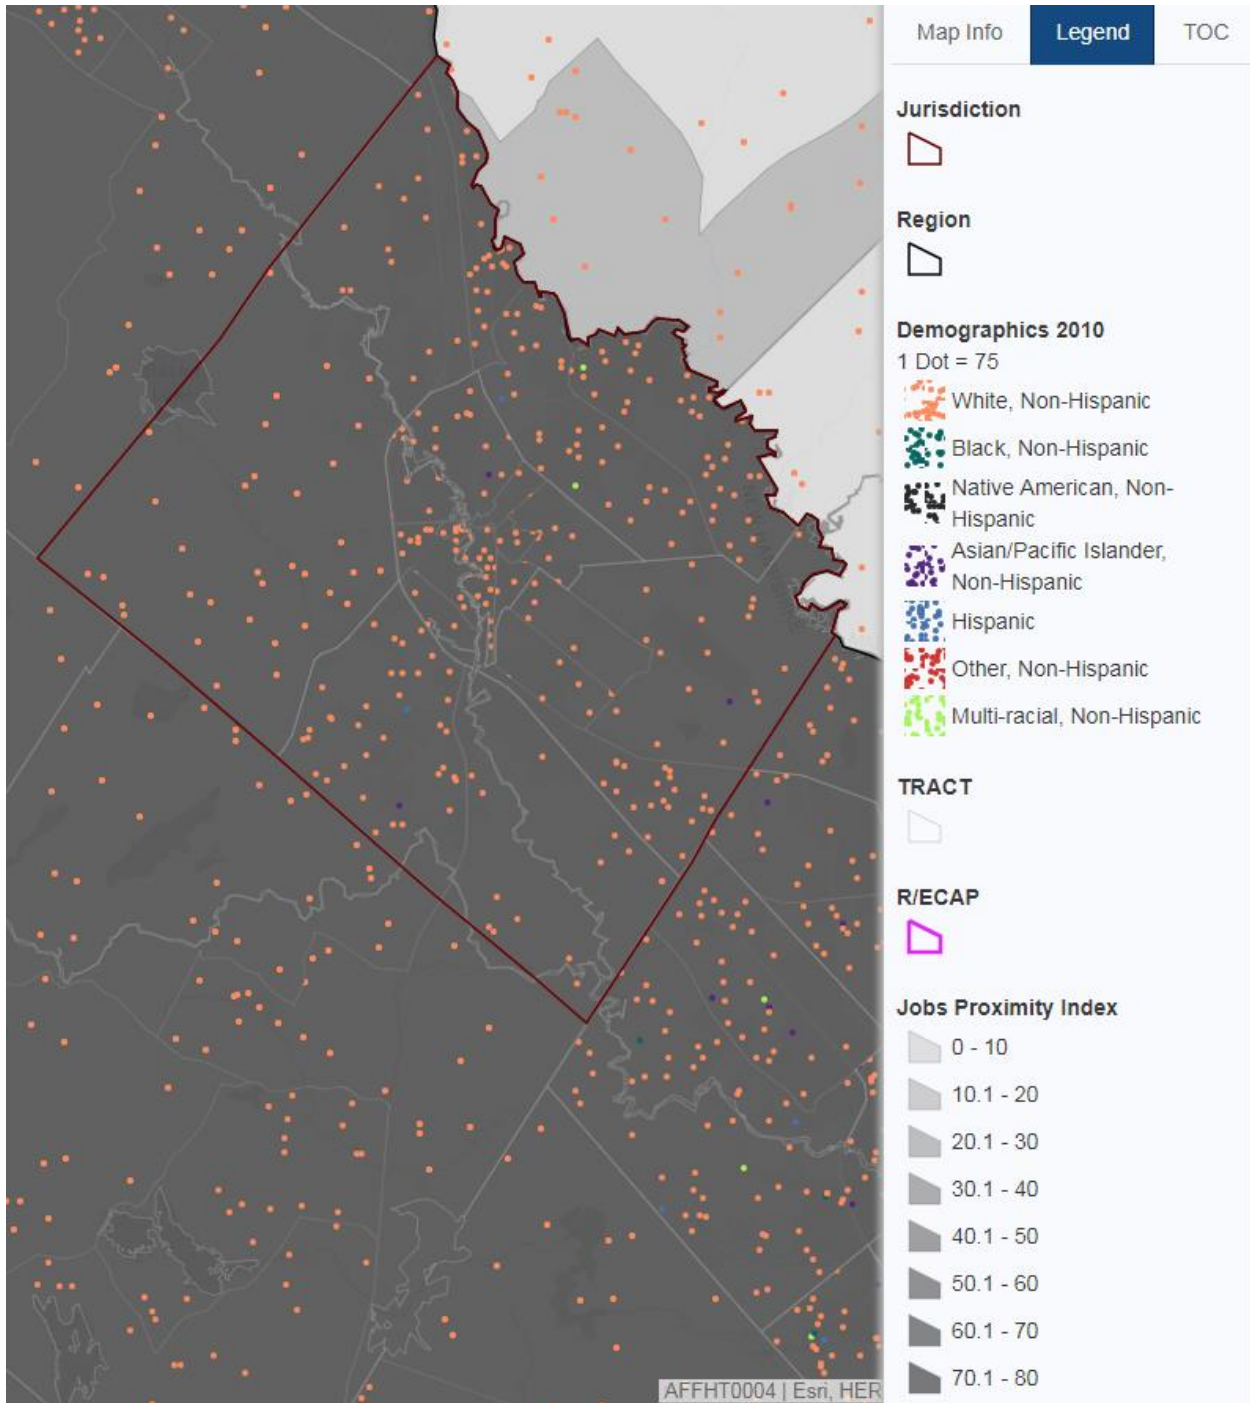 Map Info
Legend
TOC
Jurisdiction
Region
Demographics 2010
1 Dot = 75
White, Non-Hispanic
Black, Non-Hispanic
Native American, Non-
Hispanic
Asian/Pacific Islander,
Non-Hispanic
Hispanic
Other, Non-Hispanic
Multi-racial, Non-Hispanic
TRACT
R/ECAP
Jobs Proximity Index
0 - 10
10.1 - 20
20.1 - 30
30.1 - 40
40.1 - 50
50.1 - 60
60.1 - 70
70.1 - 80
AFFHT0004 | Esri, HER